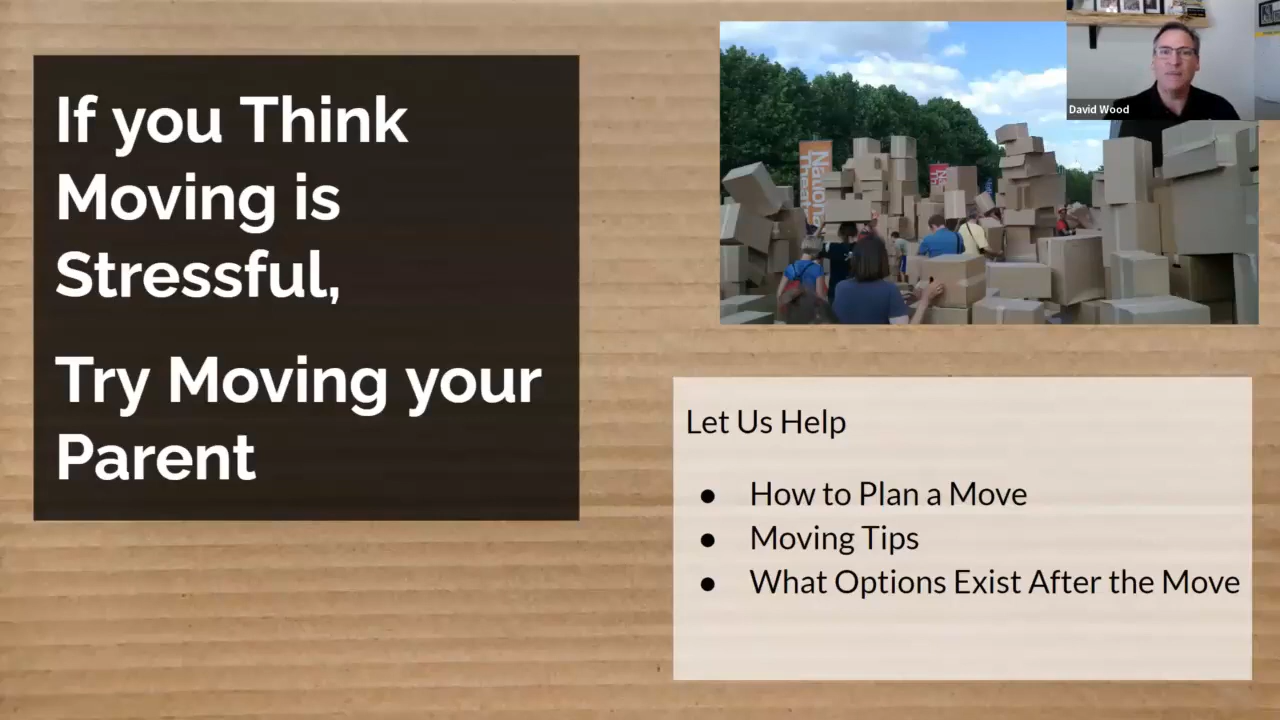 If you Think
Moving is
Stressful,
Try Moving your
Parent
David Wood
National
Let Us Help
● How to Plan a Move
● Moving Tips
● What Options Exist After the Move